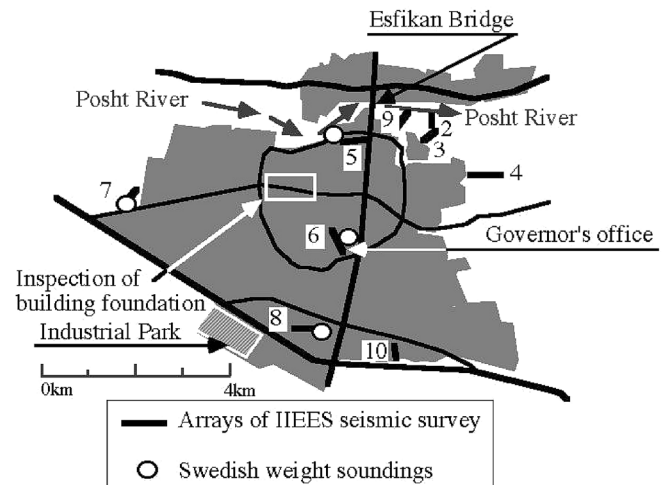 Esfikan Bridge
Posht River
9
2
Posht River
5
3
4
7
6
Governor's office
Inspection of
building foundation
8
Industrial Park
10
0km
4km
Arrays of IIEES seismic survey
Swedish weight soundings